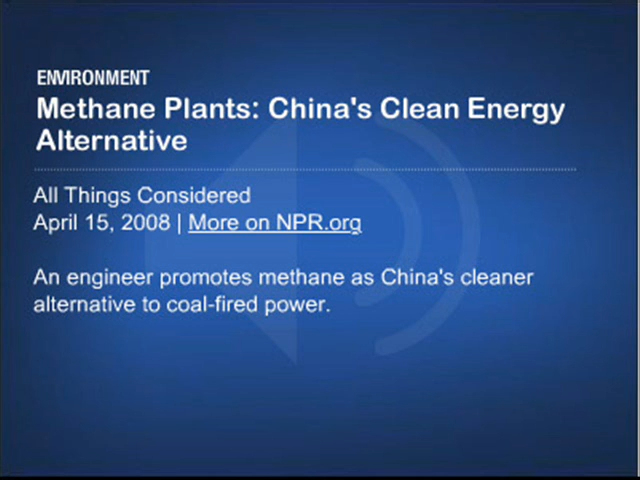 ENVIRONMENT
Methane Plants: China's Clean Energy
Alternative
All Things Considered
April 15, 2008 | More on NPR.org
An engineer promotes methane as China's cleaner
alternative to coal-fired power.